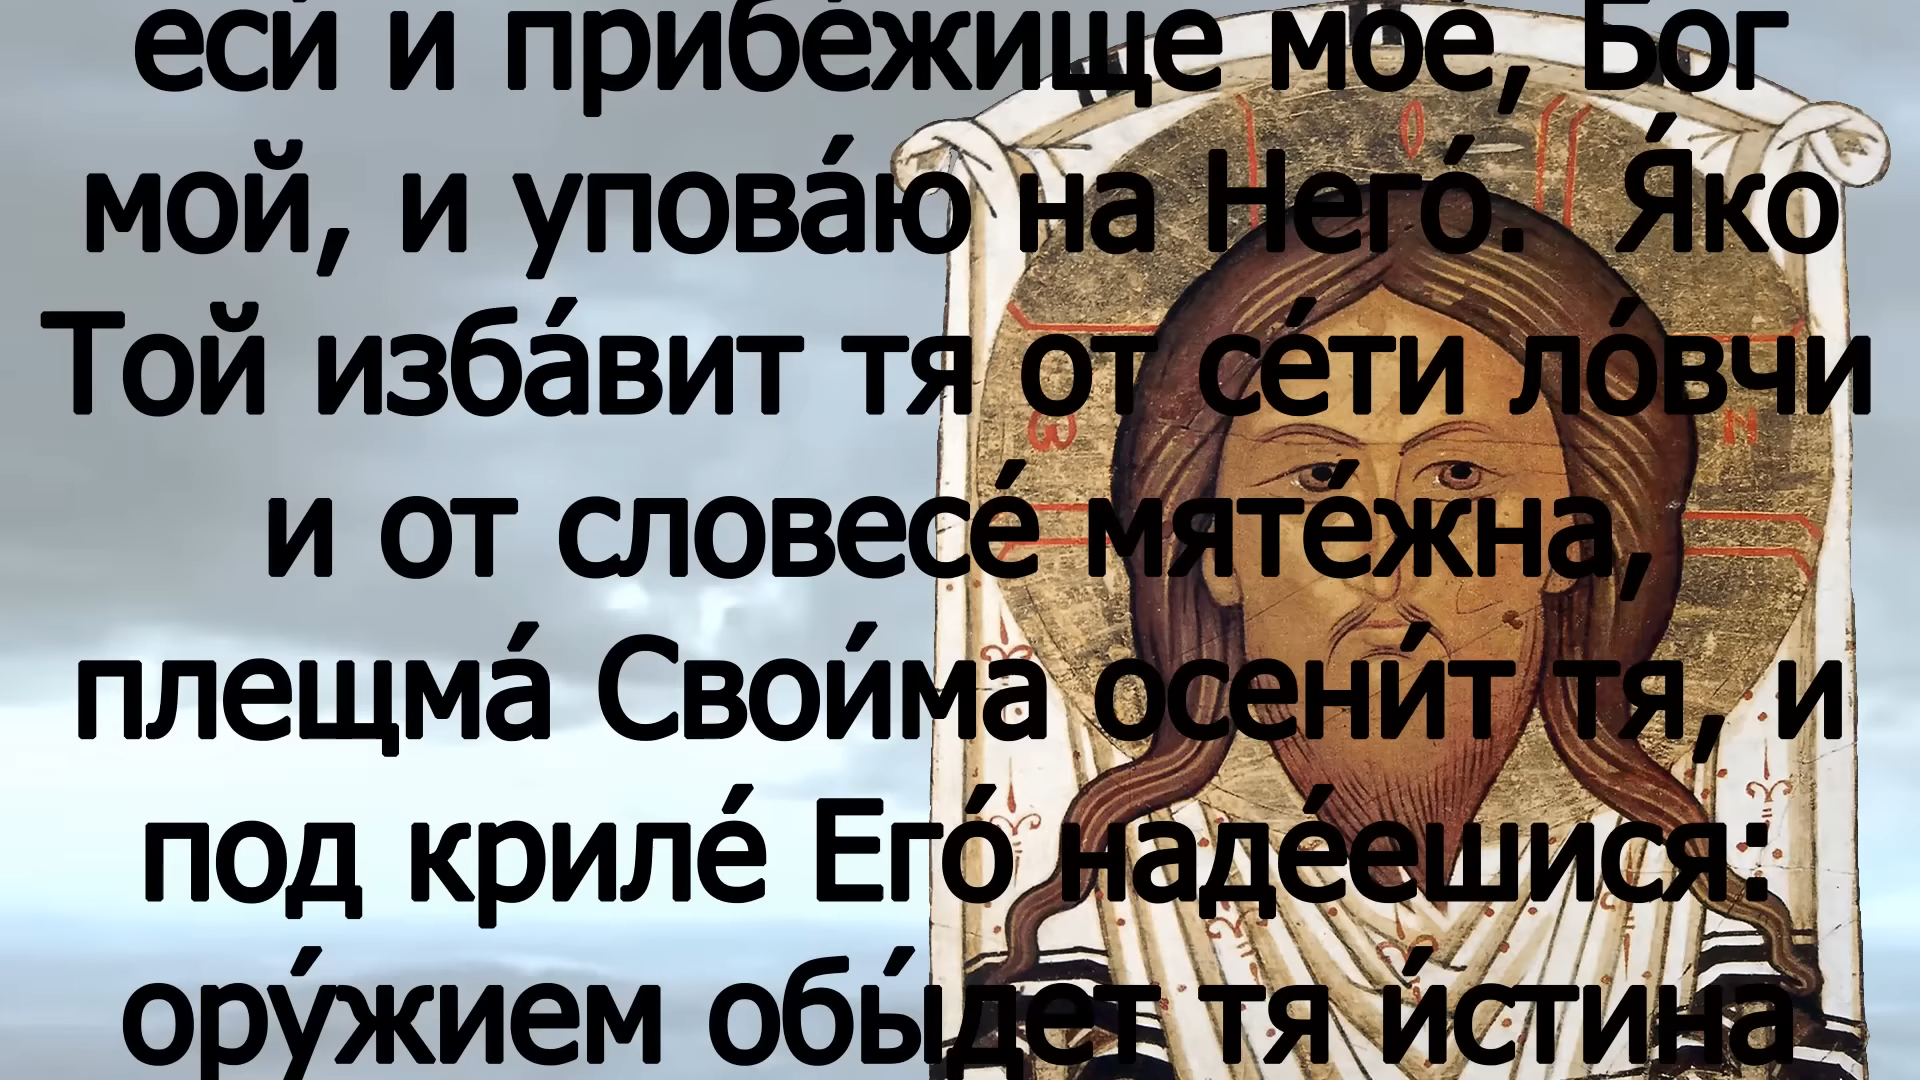 еси́ и прибе́жище мое́, Бог
мой, и упова́ю на Него́. Я́ко
Той изба́вит тя от се́ти ло́вчи
и от словесе́ мяте́жна,
плещма́ Свои́ма осени́т тя, и
под криле́ Его́ наде́ешися:
ору́жием обы́дет тя и́стина